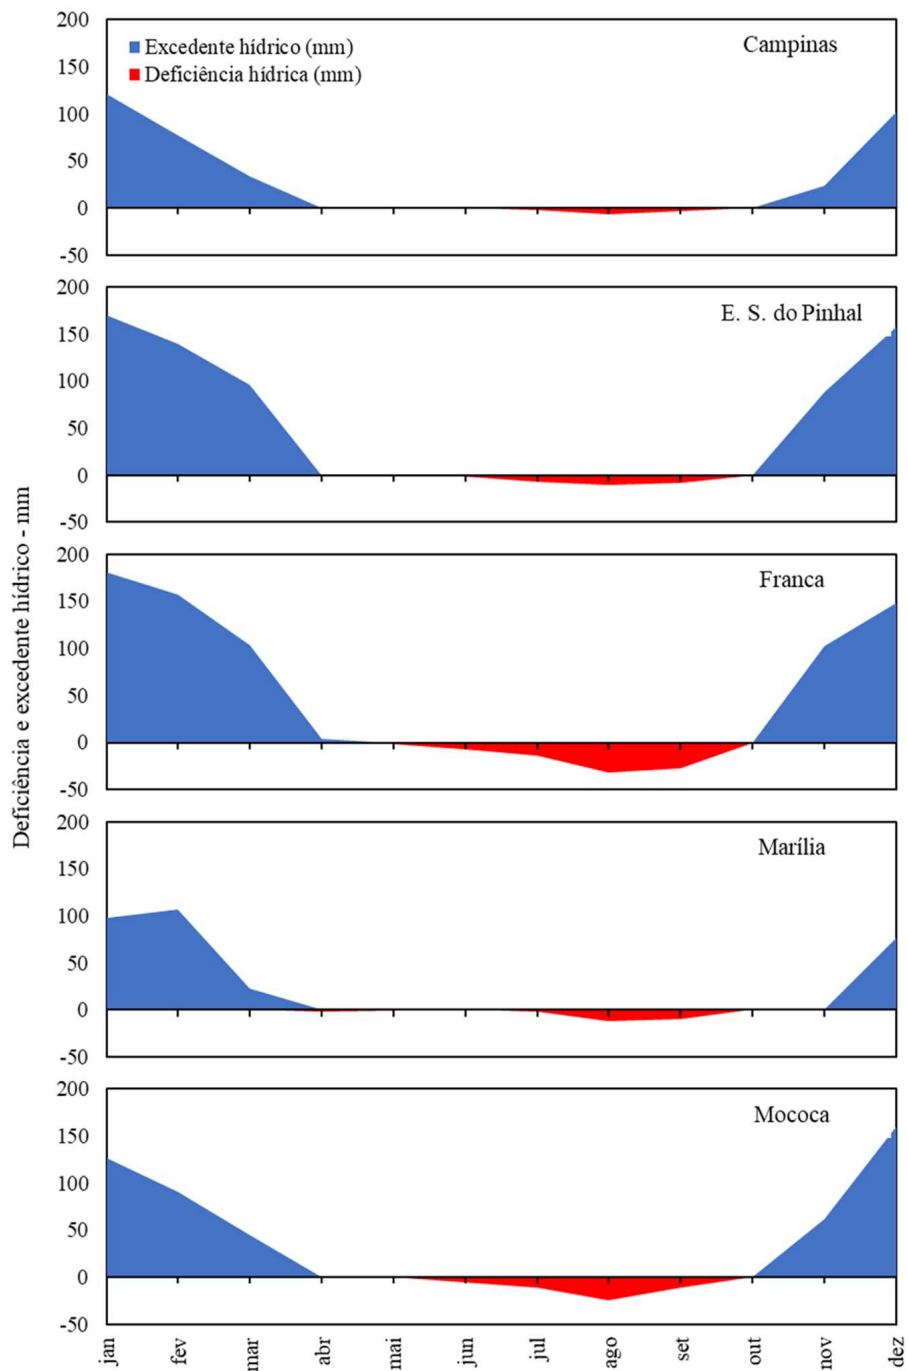 Deficiência e excedente hídrico - mm
200
150
100
50
0
-50
Excedente hídrico (mm)
Deficiência hídrica (mm)
Campinas
200
150
100
50
0
-50
E. S. do Pinhal
200
150
100
50
0
-50
Franca
200
150
100
50
0
-50
Marília
200
150
100
50
0
-50
Mococa
jan
fev
mar
abr
mai
jun
jul
ago
set
out
nov
dez